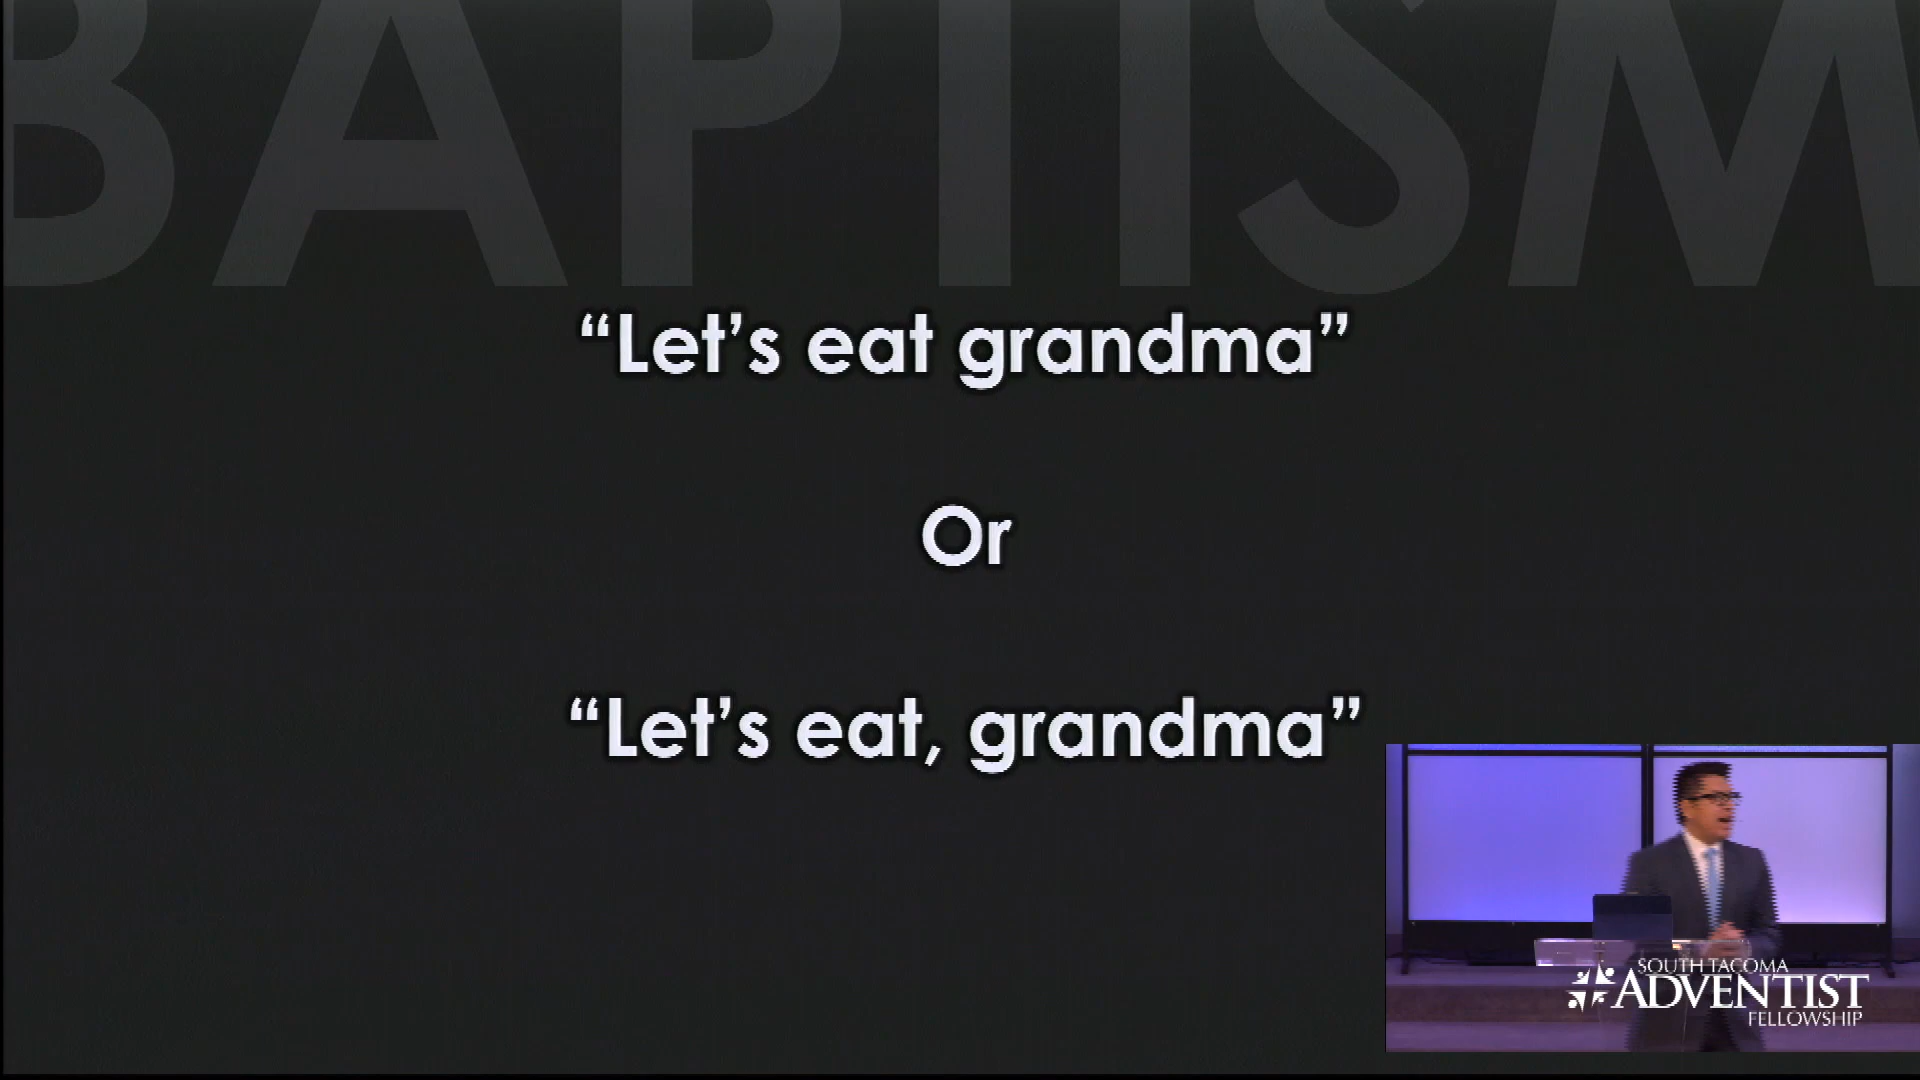 BAPTISM
“Let’s eat grandma”
Or
“Let’s eat, grandma”
SOUTH TACOMA
ADVENTIST
FELLOWSHIP